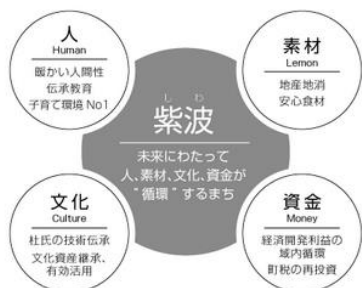 人
Human
暖かい人間性
伝承教育
子育て環境 No1
素材
Lemon
地産地消
安心食材
しわ
紫波
未来にわたって
人、素材、文化、資金が
“循環”するまち
文化
Culture
杜氏の技術伝承
文化資産継承、
有効活用
資金
Money
経済開発利益の
域内循環
町税の再投資